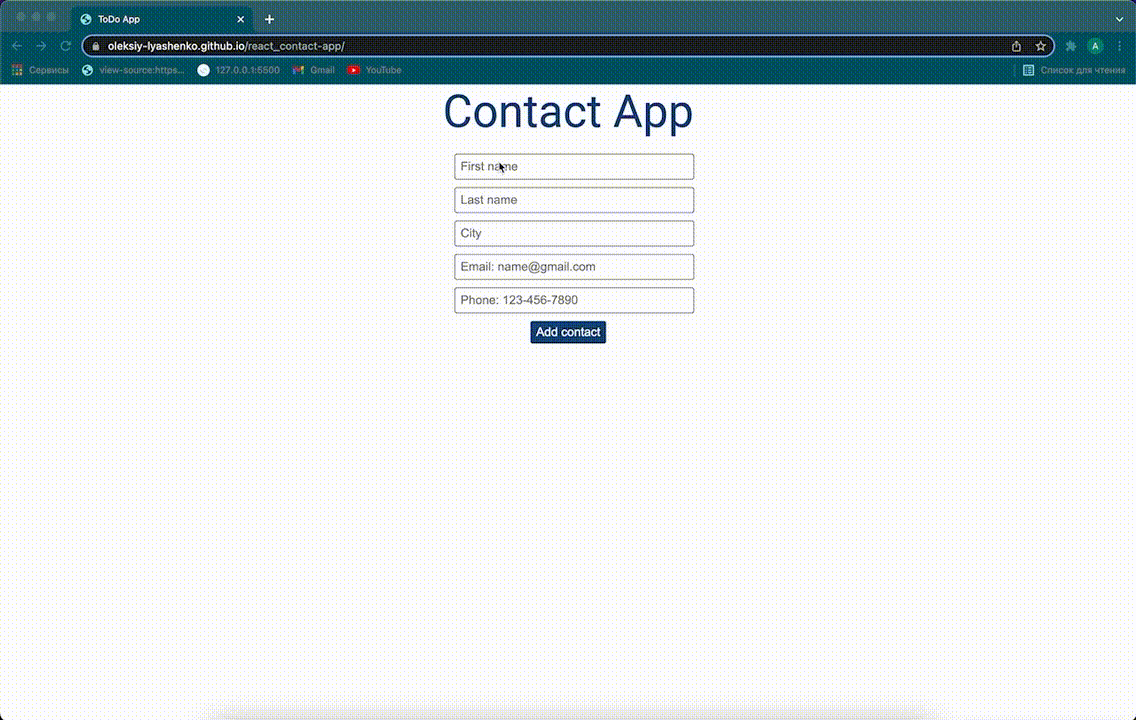 ToDo App
oleksiy-lyashenko.github.io/react_contact-app/
A
Сервисы
view-source:https...
127.0.0.1:5500
Gmail
YouTube
Список для чтения
Contact App
First name
Last name
City
Email: name@gmail.com
Phone: 123-456-7890
Add contact